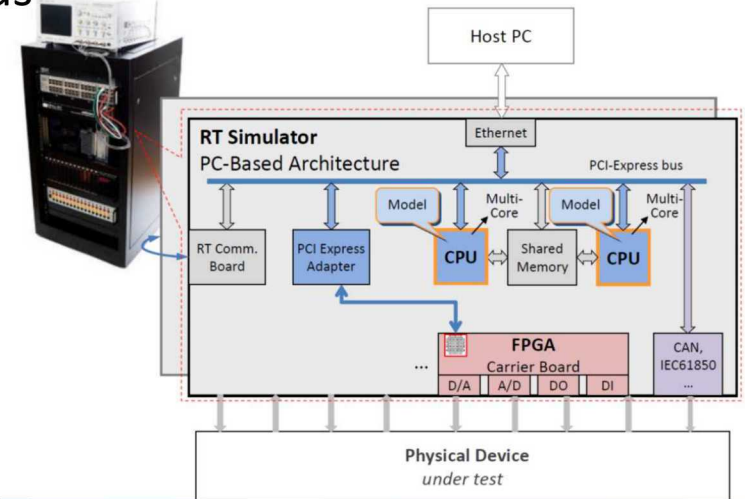 Host PC
Ethernet
RT Simulator
PC-Based Architecture
PCI-Express bus
Model
Multi-
Core
Model
Multi-
Core
RT Comm.
Board
PCI Express
Adapter
CPU
Shared
Memory
CPU
FPGA
Carrier Board
...
D/A
A/D
DO
DI
CAN,
IEC61850
...
Physical Device
under test